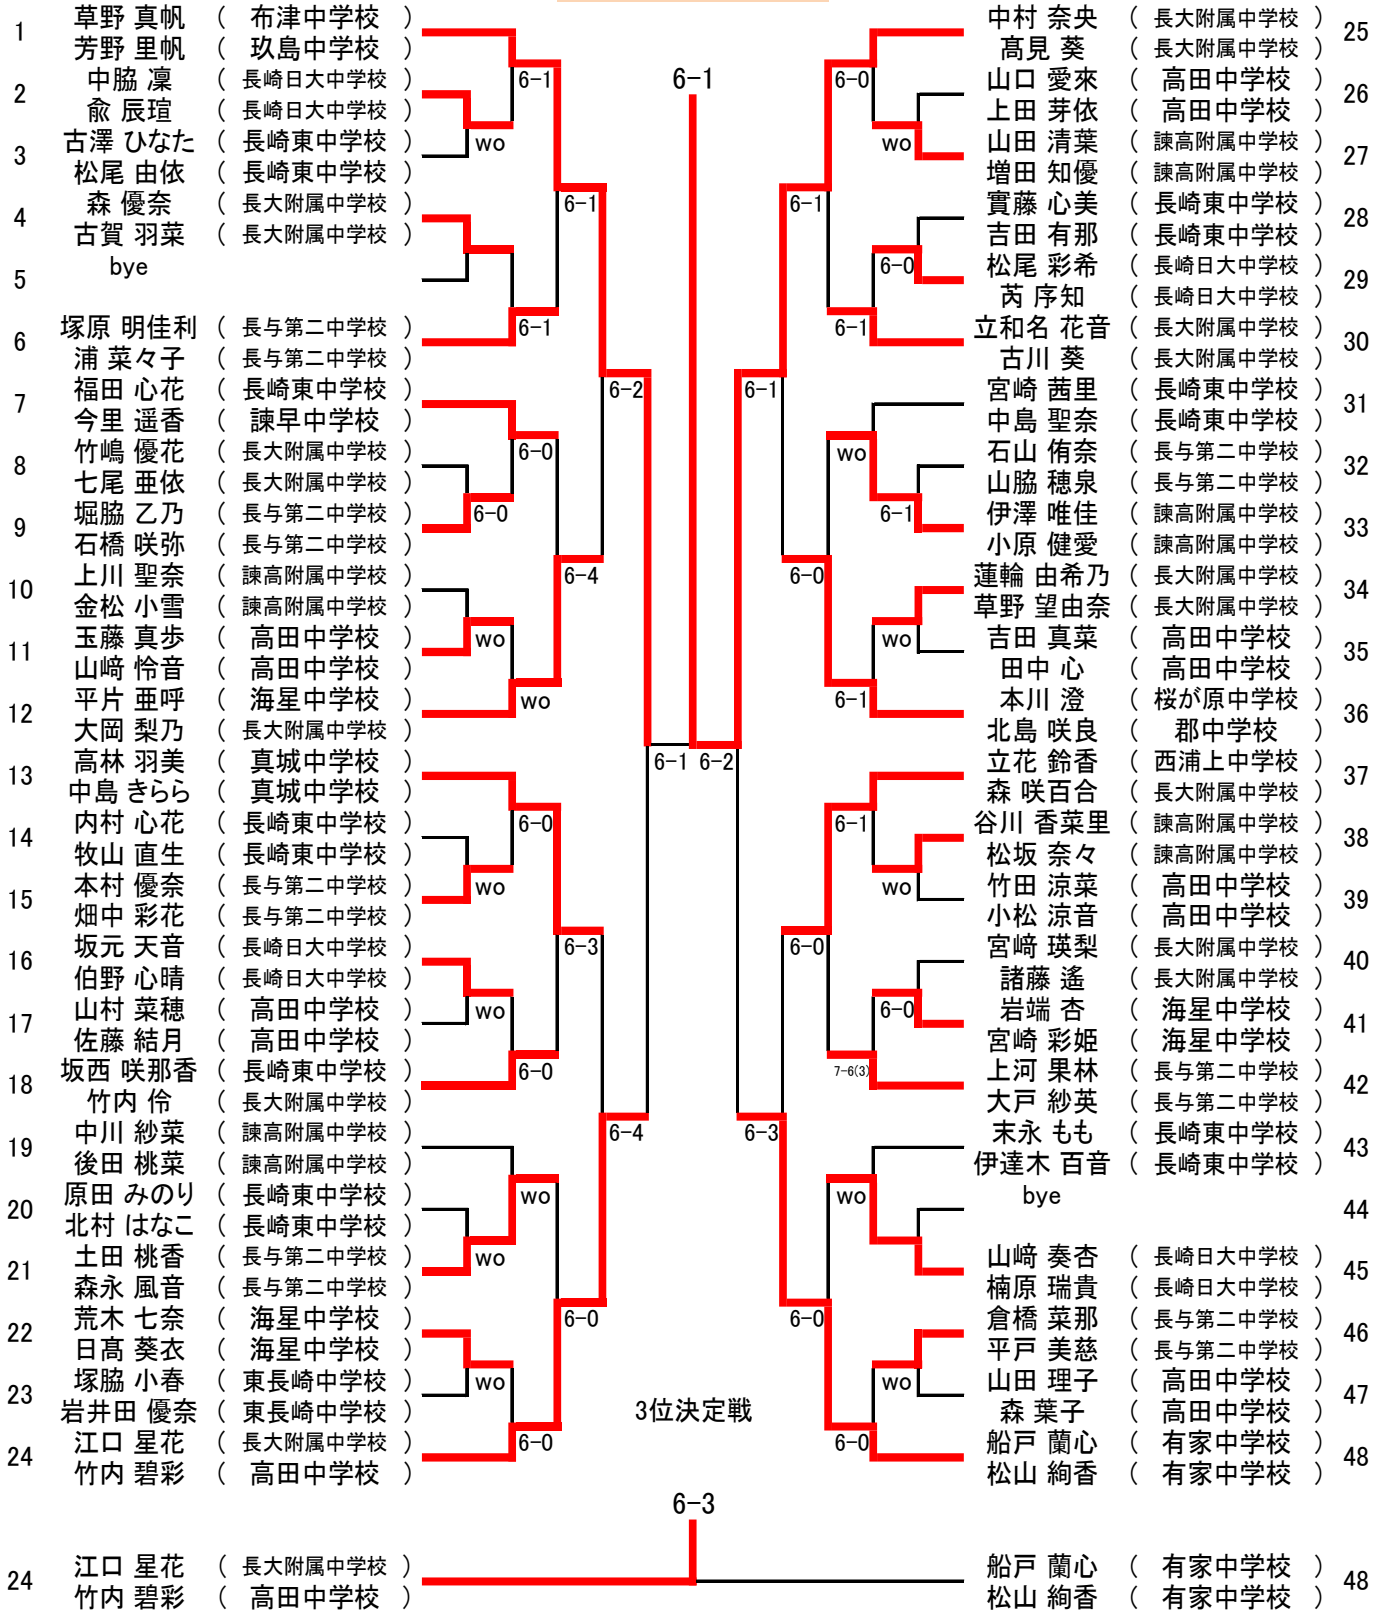 1 草野 真帆 （ 布津中学校 ）
芳野 里帆 （ 玖島中学校 ）
2 中脇 凜 （ 長崎日大中学校 ）
兪 辰瑄 （ 長崎日大中学校 ）
3 古澤 ひなた （ 長崎東中学校 ）
松尾 由依 （ 長崎東中学校 ）
4 森 優奈 （ 長大附属中学校 ）
古賀 羽菜 （ 長大附属中学校 ）
5 bye
6 塚原 明佳利 （ 長与第二中学校 ）
浦 菜々子 （ 長与第二中学校 ）
7 福田 心花 （ 長崎東中学校 ）
今里 遥香 （ 諫早中学校 ）
8 竹嶋 優花 （ 長大附属中学校 ）
七尾 亜依 （ 長大附属中学校 ）
9 堀脇 乙乃 （ 長与第二中学校 ）
石橋 咲弥 （ 長与第二中学校 ）
10 上川 聖奈 （ 諫高附属中学校 ）
金松 小雪 （ 諫高附属中学校 ）
11 玉藤 真歩 （ 高田中学校 ）
山﨑 怜音 （ 高田中学校 ）
12 平片 亜呼 （ 海星中学校 ）
大岡 梨乃 （ 長大附属中学校 ）
13 高林 羽美 （ 真城中学校 ）
中島 きらら （ 真城中学校 ）
14 内村 心花 （ 長崎東中学校 ）
牧山 直生 （ 長崎東中学校 ）
15 本村 優奈 （ 長与第二中学校 ）
畑中 彩花 （ 長与第二中学校 ）
16 坂元 天音 （ 長崎日大中学校 ）
伯野 心晴 （ 長崎日大中学校 ）
17 山村 菜穂 （ 高田中学校 ）
佐藤 結月 （ 高田中学校 ）
18 坂西 咲那香 （ 長崎東中学校 ）
竹内 伶 （ 長大附属中学校 ）
19 中川 紗菜 （ 諫高附属中学校 ）
後田 桃菜 （ 諫高附属中学校 ）
20 原田 みのり （ 長崎東中学校 ）
北村 はなこ （ 長崎東中学校 ）
21 土田 桃香 （ 長与第二中学校 ）
森永 風音 （ 長与第二中学校 ）
22 荒木 七奈 （ 海星中学校 ）
日髙 葵衣 （ 海星中学校 ）
23 塚脇 小春 （ 東長崎中学校 ）
岩井田 優奈 （ 東長崎中学校 ）
24 江口 星花 （ 長大附属中学校 ）
竹内 碧彩 （ 高田中学校 ）
wo
6-1
6-1
6-0
wo
wo
wo
wo
wo
6-1
6-0
wo
6-0
6-0
wo
6-0
6-1
6-4
6-3
6-0
6-2
6-4
6-1
6-1
6-2
6-1
6-3
6-1
6-0
6-0
6-0
6-0
6-1
wo
6-1
6-1
7-6(3)
wo
6-0
wo
6-0
6-1
wo
wo
6-0
wo
中村 奈央 （ 長大附属中学校 ） 25
髙見 葵 （ 長大附属中学校 ）
山口 愛來 （ 高田中学校 ） 26
上田 芽依 （ 高田中学校 ）
山田 清葉 （ 諫高附属中学校 ） 27
増田 知優 （ 諫高附属中学校 ）
實藤 心美 （ 長崎東中学校 ） 28
吉田 有那 （ 長崎東中学校 ）
松尾 彩希 （ 長崎日大中学校 ） 29
芮 序知 （ 長崎日大中学校 ）
立和名 花音 （ 長大附属中学校 ） 30
古川 葵 （ 長大附属中学校 ）
宮崎 茜里 （ 長崎東中学校 ） 31
中島 聖奈 （ 長崎東中学校 ）
石山 侑奈 （ 長与第二中学校 ） 32
山脇 穂泉 （ 長与第二中学校 ）
伊澤 唯佳 （ 諫高附属中学校 ） 33
小原 健愛 （ 諫高附属中学校 ）
蓮輪 由希乃 （ 長大附属中学校 ） 34
草野 望由奈 （ 長大附属中学校 ）
吉田 真菜 （ 高田中学校 ） 35
田中 心 （ 高田中学校 ）
本川 澄 （ 桜が原中学校 ） 36
北島 咲良 （ 郡中学校 ）
立花 鈴香 （ 西浦上中学校 ） 37
森 咲百合 （ 長大附属中学校 ）
谷川 香菜里 （ 諫高附属中学校 ） 38
松坂 奈々 （ 諫高附属中学校 ）
竹田 涼菜 （ 高田中学校 ） 39
小松 涼音 （ 高田中学校 ）
宮﨑 瑛梨 （ 長大附属中学校 ） 40
諸藤 遙 （ 長大附属中学校 ）
岩端 杏 （ 海星中学校 ） 41
宮崎 彩姫 （ 海星中学校 ）
上河 果林 （ 長与第二中学校 ） 42
大戸 紗英 （ 長与第二中学校 ）
末永 もも （ 長崎東中学校 ） 43
伊達木 百音 （ 長崎東中学校 ）
bye 44
山﨑 奏杏 （ 長崎日大中学校 ） 45
楠原 瑞貴 （ 長崎日大中学校 ）
倉橋 菜那 （ 長与第二中学校 ） 46
平戸 美慈 （ 長与第二中学校 ）
山田 理子 （ 高田中学校 ） 47
森 葉子 （ 高田中学校 ）
船戸 蘭心 （ 有家中学校 ） 48
松山 絢香 （ 有家中学校 ）
3位決定戦
6-3
24 江口 星花 （ 長大附属中学校 ）
竹内 碧彩 （ 高田中学校 ）
船戸 蘭心 （ 有家中学校 ） 48
松山 絢香 （ 有家中学校 ）